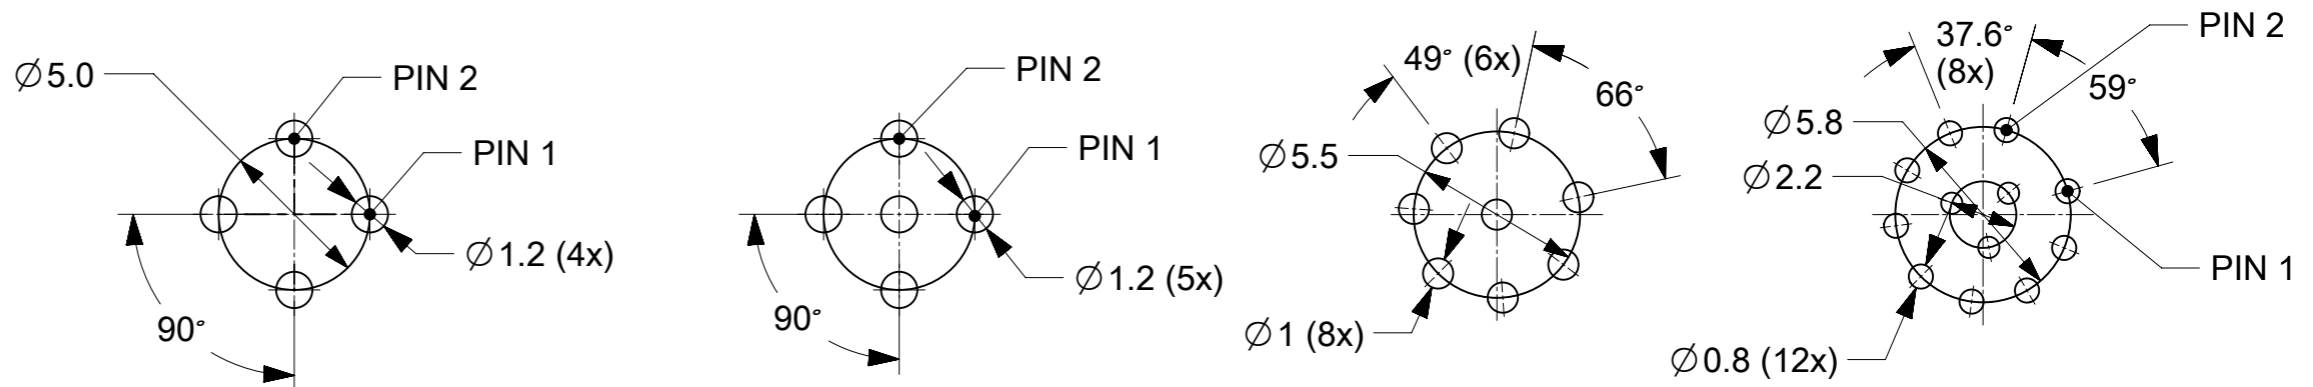 ∅5.0
PIN 2
PIN 1
∅1.2 (4x)
90°
PIN 2
PIN 1
∅1.2 (5x)
90°
49° (6x)
66°
∅5.5
∅1 (8x)
37.6°
(8x)
PIN 2
59°
∅5.8
∅2.2
PIN 1
∅0.8 (12x)